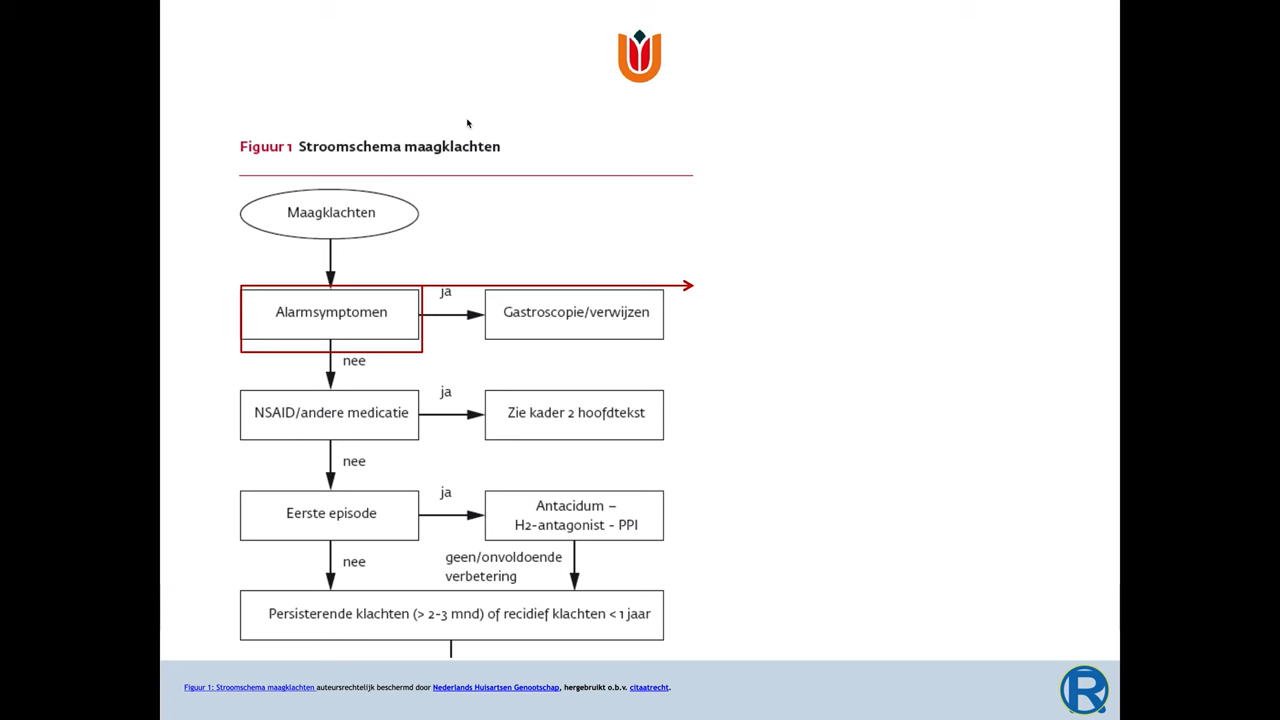 Figuur 1 Stroomschema maagklachten
Maagklachten
ja
Alarmsymptomen
Gastroscopie/verwijzen
nee
ja
NSAID/andere medicatie
Zie kader 2 hoofdtekst
nee
ja
Eerste episode
Antacidum –
H2-antagonist - PPI
nee
geen/onvoldoende
verbetering
Persisterende klachten (> 2-3 mnd) of recidief klachten < 1 jaar
Figuur 1: Stroomschema maagklachten auteursrechtelijk beschermd door Nederlands Huisartsen Genootschap, hergebruikt o.b.v. citaatrecht.
R